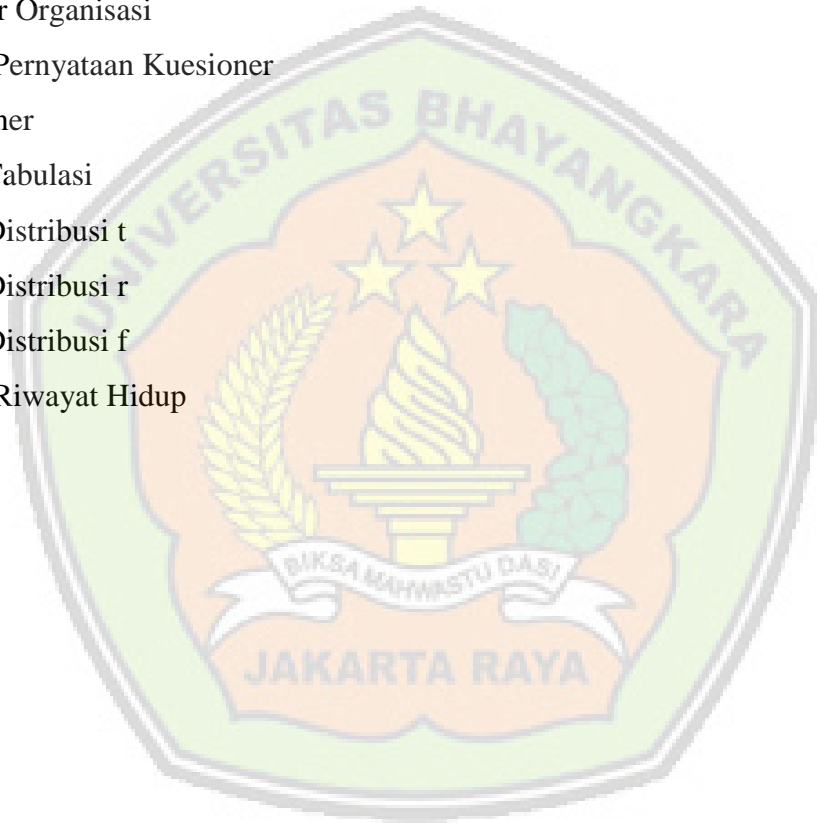 r Organisasi
Pernyataan Kuesioner
ner
Tabulasi
Distribusi t
Distribusi r
Distribusi f
Riwayat Hidup
UNIVERSITAS BHAYANGKARA
BIKSA MAHWASTU DASI
JAKARTA RAYA